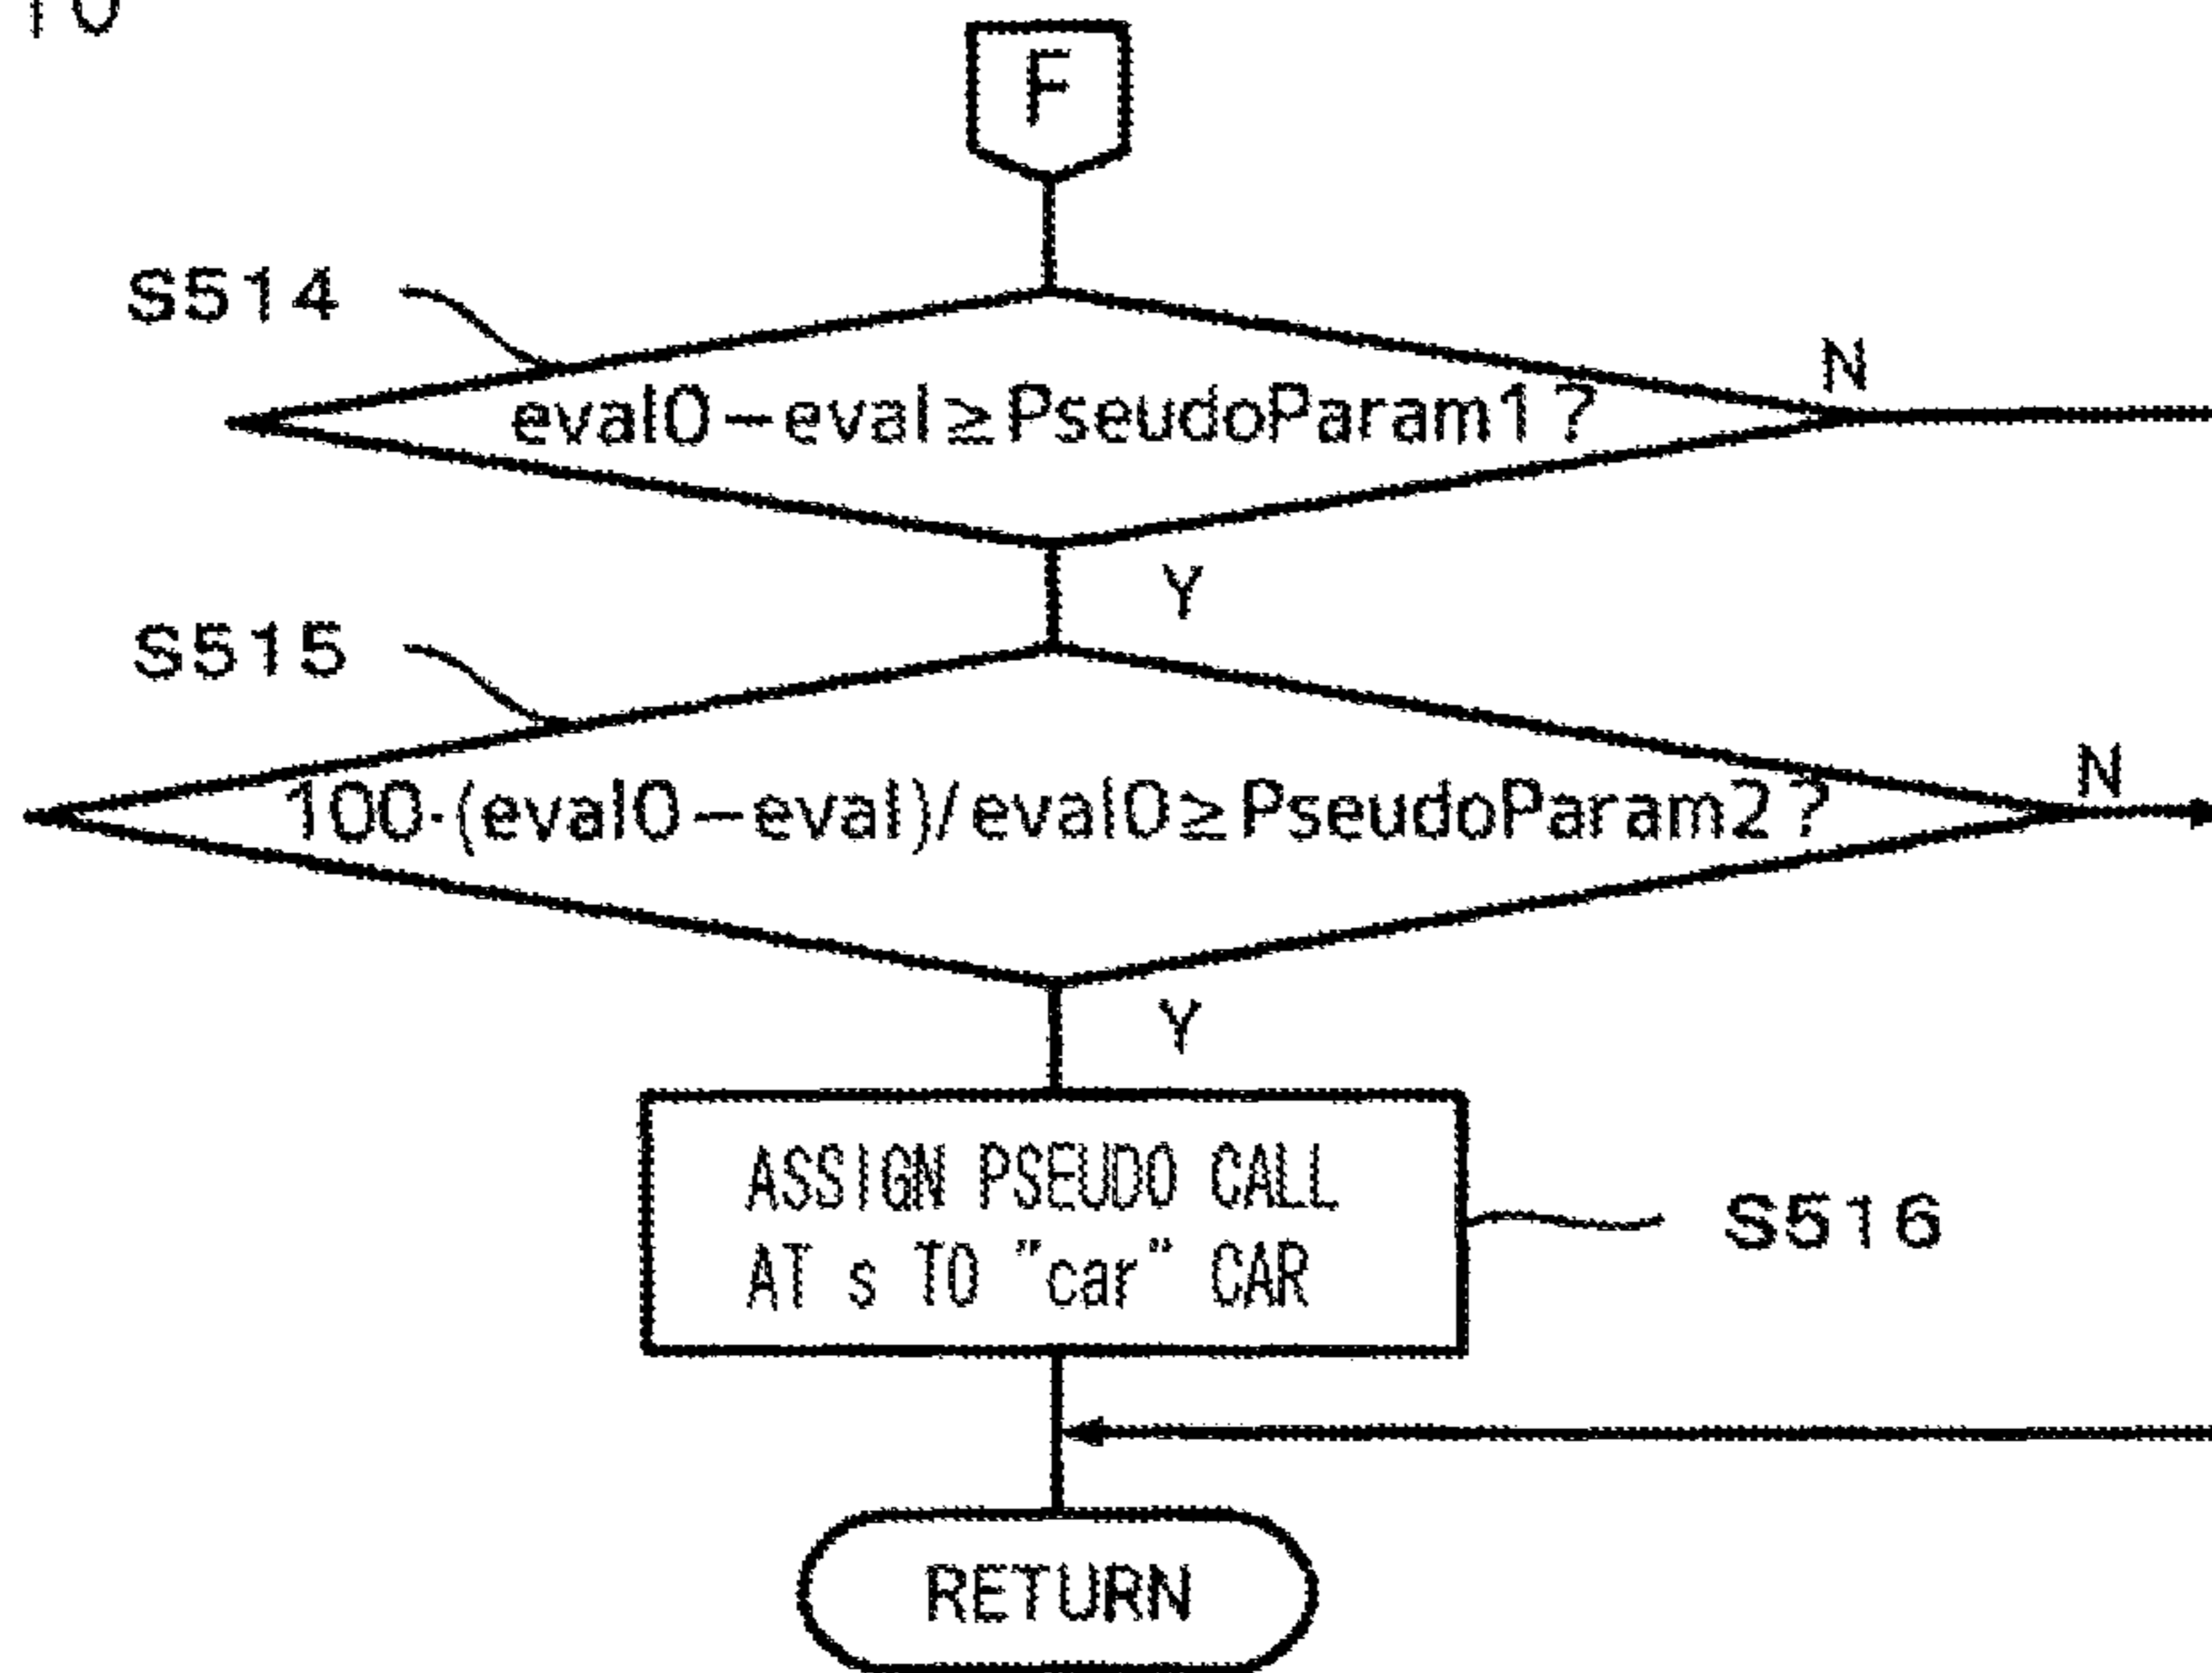 10
F
S514
eval0−eval≧PseudoParam1?
N
Y
S515
100·(eval0−eval)/eval0≧PseudoParam2?
N
Y
ASSIGN PSEUDO CALL
AT s TO "car" CAR
S516
RETURN